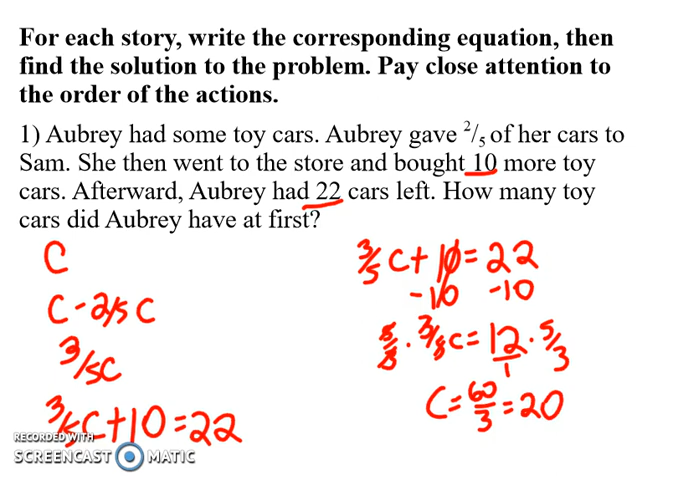 For each story, write the corresponding equation, then
find the solution to the problem. Pay close attention to
the order of the actions.
1) Aubrey had some toy cars. Aubrey gave 2/5 of her cars to
Sam. She then went to the store and bought 10 more toy
cars. Afterward, Aubrey had 22 cars left. How many toy
cars did Aubrey have at first?
C
C - 2/5 C
3/5C
3/5C + 10 = 22
3/5 C + 10 = 22
-10 -10
5/3 · 3/5 C = 12/1 · 5/3
C = 60/3 = 20
RECORDED WITH
SCREENCAST O MATIC